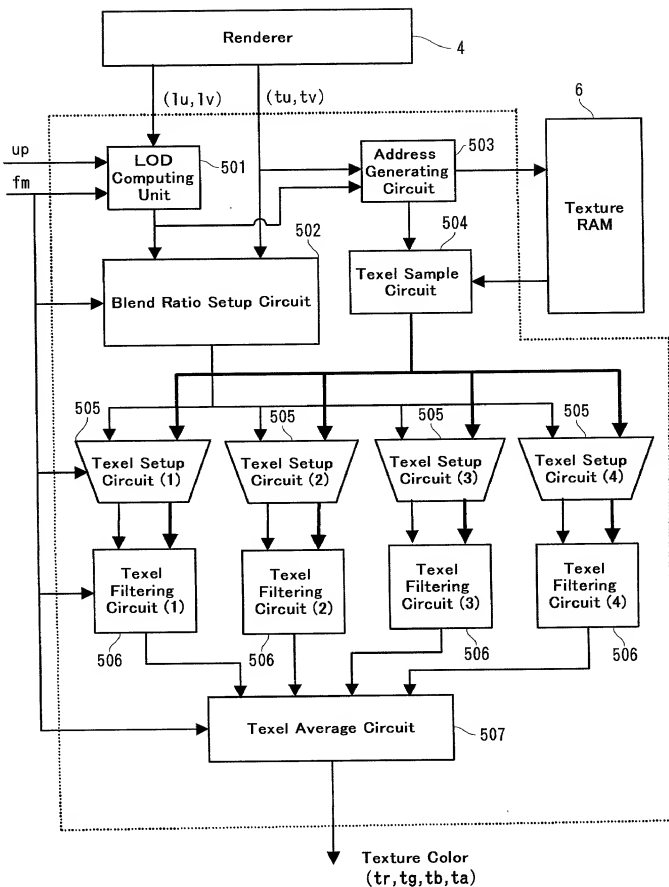 Renderer
4
(lu,lv)
(tu,tv)
6
up
fm
LOD
Computing
Unit
501
Address
Generating
Circuit
503
Texture
RAM
502
504
Blend Ratio Setup Circuit
Texel Sample
Circuit
505
505
505
505
Texel Setup
Circuit (1)
Texel Setup
Circuit (2)
Texel Setup
Circuit (3)
Texel Setup
Circuit (4)
Texel
Filtering
Circuit (1)
Texel
Filtering
Circuit (2)
Texel
Filtering
Circuit (3)
Texel
Filtering
Circuit (4)
506
506
506
506
Texel Average Circuit
507
Texture Color
(tr,tg,tb,ta)